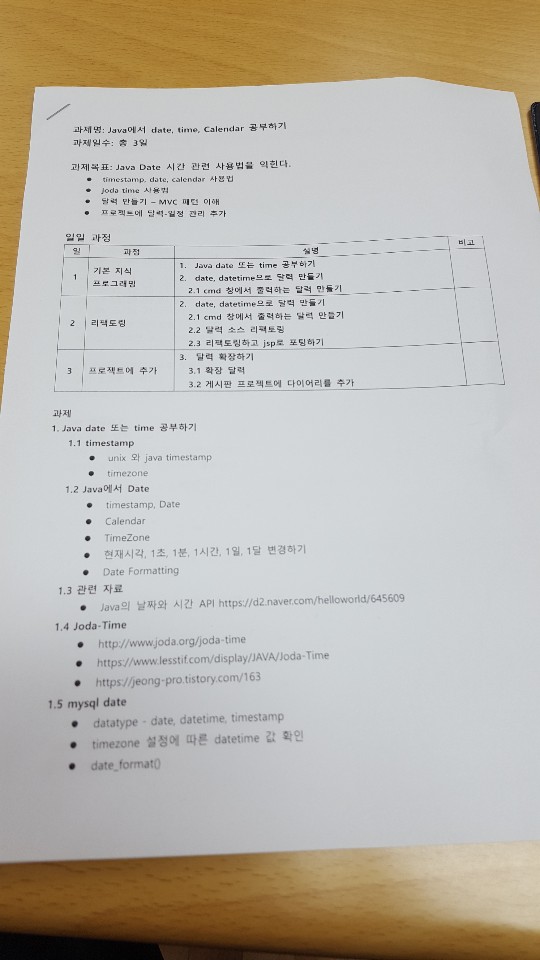 과제명: Java에서 date, time, Calendar 공부하기
과제일수: 총 3일
과제목표: Java Date 시간 관련 사용법을 익힌다.
● timestamp, date, calendar 사용법
● Joda time 사용법
● 달력 만들기 – MVC 패턴 이해
● 프로젝트에 달력-일정 관리 추가
일일 과정
일 과정 설명 비고
1 기본 지식 프로그래밍
1. Java date 또는 time 공부하기
2. date, datetime으로 달력 만들기
2.1 cmd 창에서 출력하는 달력 만들기
2 리팩토링
2. date, datetime으로 달력 만들기
2.1 cmd 창에서 출력하는 달력 만들기
2.2 달력 소스 리팩토링
2.3 리팩토링하고 jsp로 포팅하기
3 프로젝트에 추가
3. 달력 확장하기
3.1 확장 달력
3.2 게시판 프로젝트에 다이어리를 추가
과제
1. Java date 또는 time 공부하기
1.1 timestamp
● unix 와 java timestamp
● timezone
1.2 Java에서 Date
● timestamp, Date
● Calendar
● TimeZone
● 현재시각, 1초, 1분, 1시간, 1일, 1달 변경하기
● Date Formatting
1.3 관련 자료
● Java의 날짜와 시간 API https://d2.naver.com/helloworld/645609
1.4 Joda-Time
● http://www.joda.org/joda-time
● https://www.lesstif.com/display/JAVA/Joda-Time
● https://jeong-pro.tistory.com/163
1.5 mysql date
● datatype - date, datetime, timestamp
● timezone 설정에 따른 datetime 값 확인
● date_format()